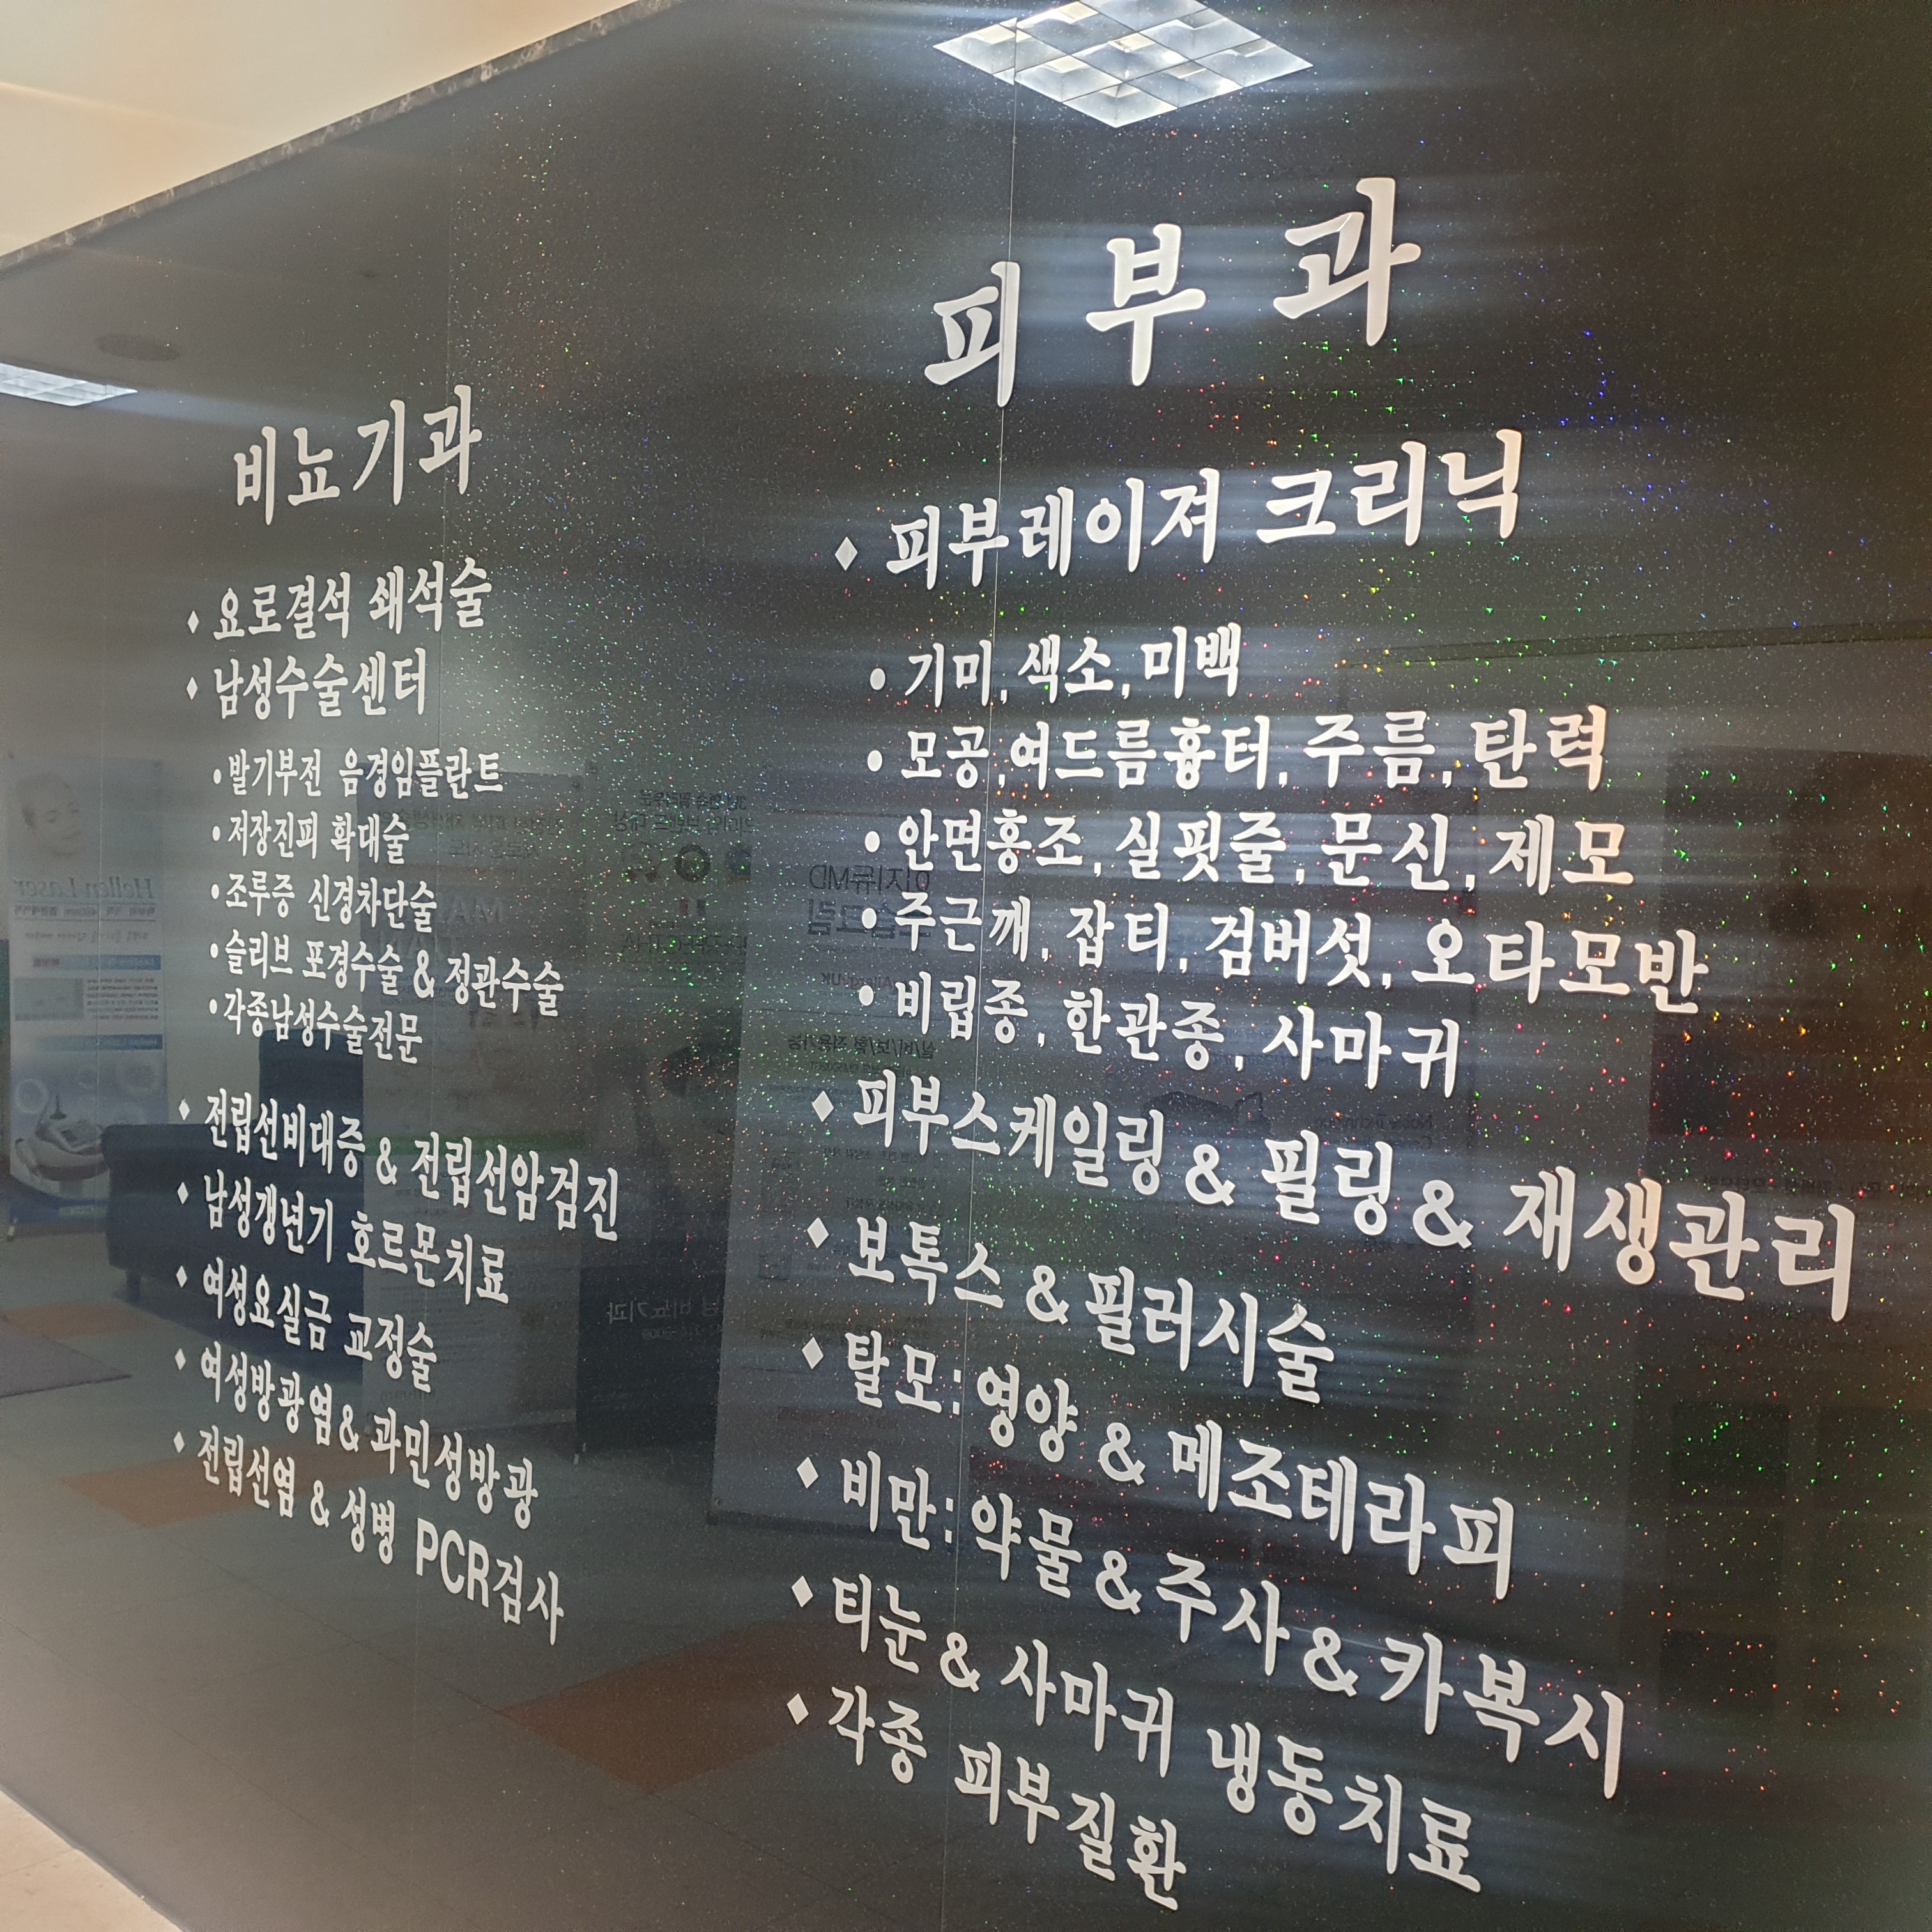 비뇨기과
◆ 요로결석 쇄석술
◆ 남성수술센터
• 발기부전 음경임플란트
• 저장진피 확대술
• 조루증 신경차단술
• 슬리브 포경수술 & 정관수술
• 각종남성수술전문
◆ 전립선비대증 & 전립선암검진
◆ 남성갱년기 호르몬치료
◆ 여성요실금 교정술
◆ 여성방광염 & 과민성방광
◆ 전립선염 & 성병 PCR검사
피부과
◆ 피부레이져 크리닉
• 기미, 색소, 미백
• 모공, 여드름흉터, 주름, 탄력
• 안면홍조, 실핏줄, 문신, 제모
• 주근깨, 잡티, 검버섯, 오타모반
• 비립종, 한관종, 사마귀
◆ 피부스케일링 & 필링 & 재생관리
◆ 보톡스 & 필러시술
◆ 탈모: 영양 & 메조테라피
◆ 비만: 약물 & 주사 & 카복시
◆ 티눈 & 사마귀 냉동치료
◆ 각종 피부질환